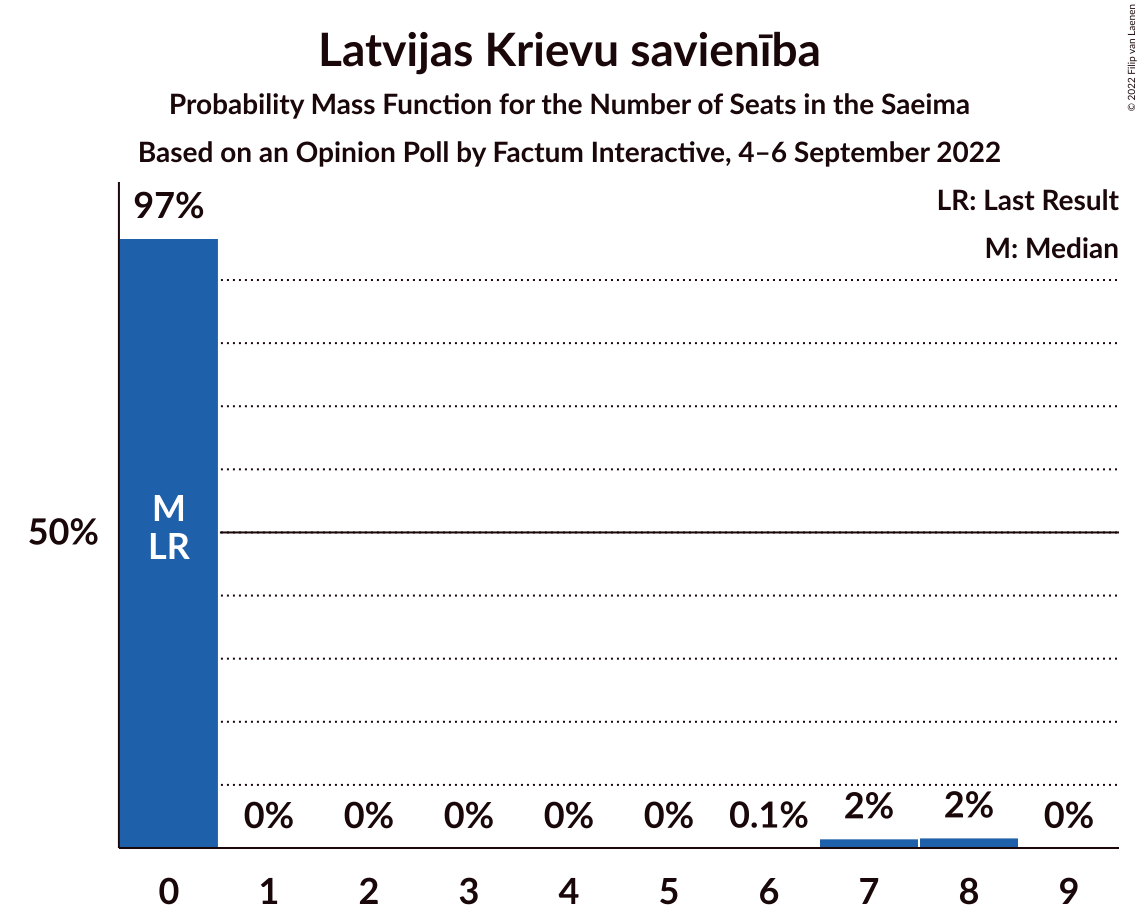 Latvijas Krievu savienība
Probability Mass Function for the Number of Seats in the Saeima
Based on an Opinion Poll by Factum Interactive, 4–6 September 2022
© 2022 Filip van Laenen
LR: Last Result
M: Median
97%
M
LR
50%
0%
0%
0%
0%
0%
0.1%
2%
2%
0%
0
1
2
3
4
5
6
7
8
9